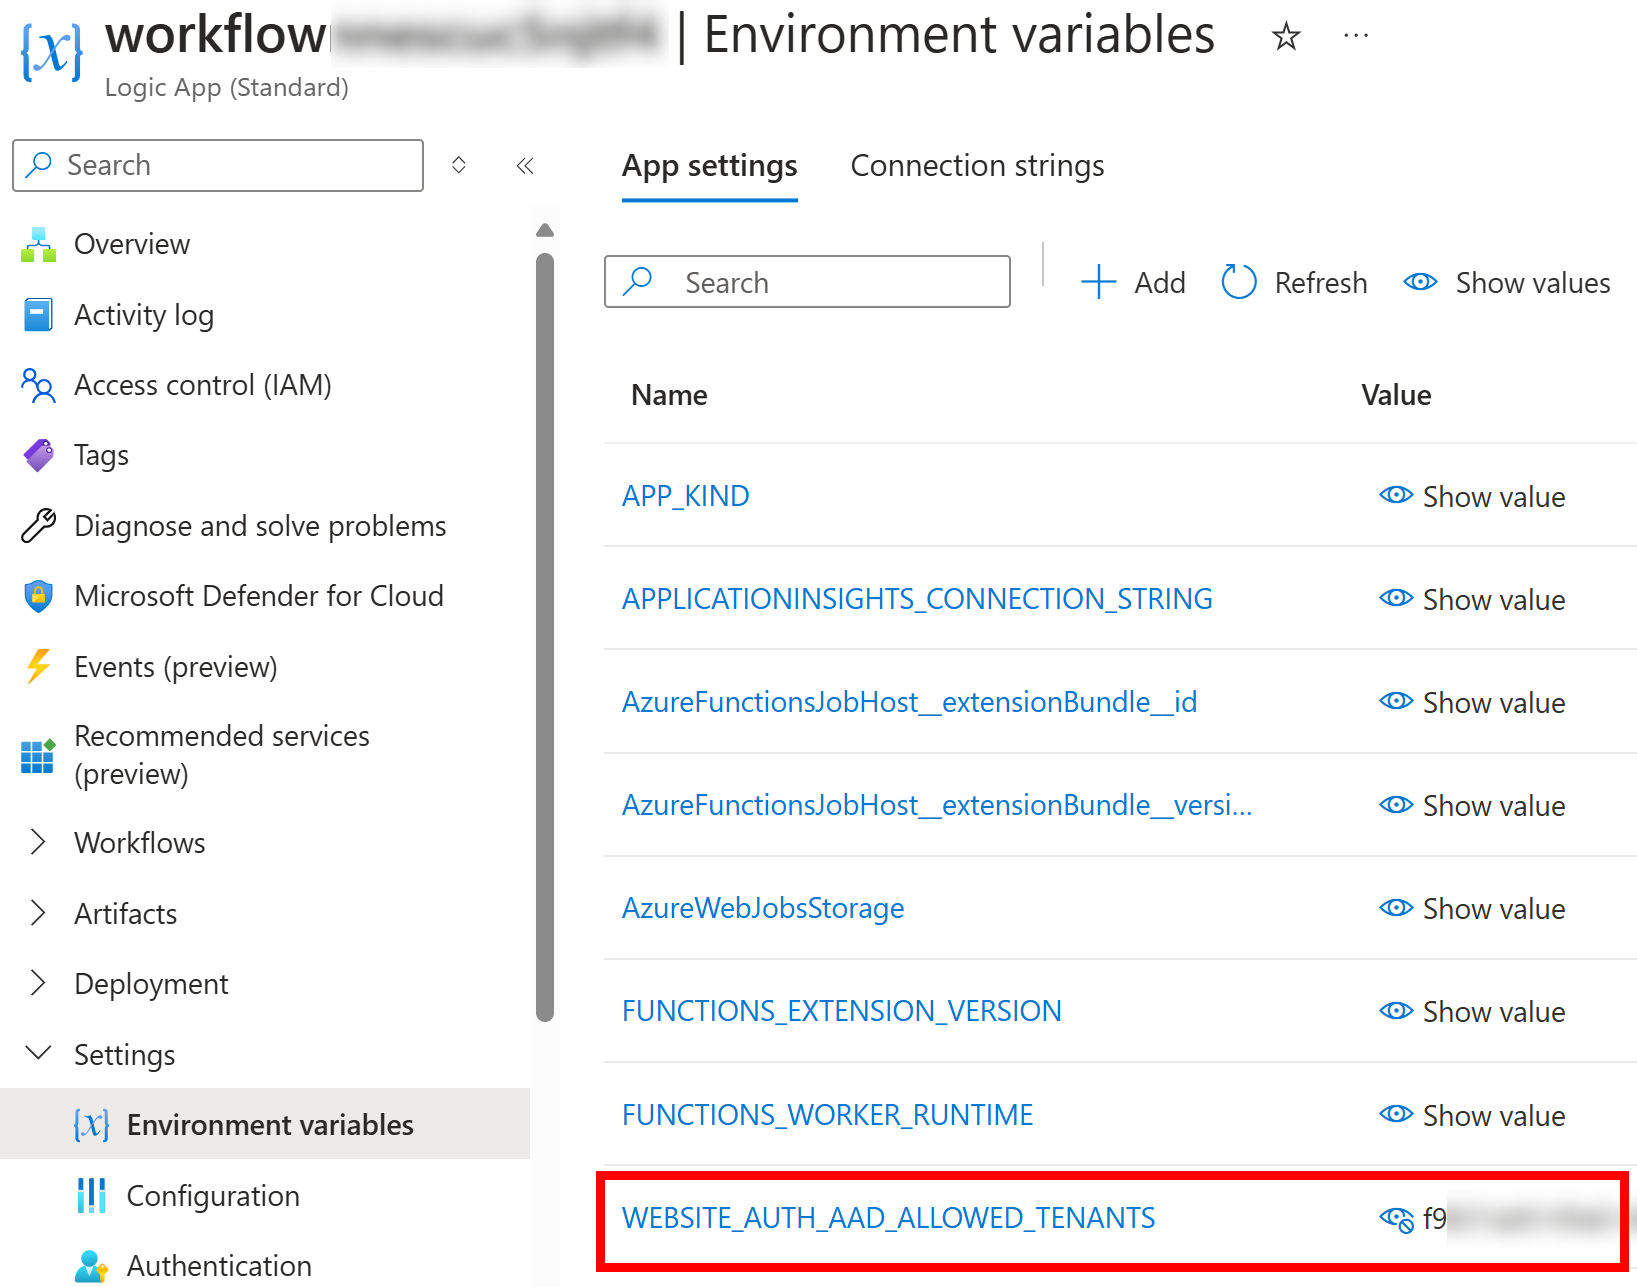 workflow | Environment variables
Logic App (Standard)
Search
App settings
Connection strings
Search
Add
Refresh
Show values
Overview
Activity log
Access control (IAM)
Tags
Diagnose and solve problems
Microsoft Defender for Cloud
Events (preview)
Recommended services
(preview)
Workflows
Artifacts
Deployment
Settings
Environment variables
Configuration
Authentication
Name Value
APP_KIND Show value
APPLICATIONINSIGHTS_CONNECTION_STRING Show value
AzureFunctionsJobHost__extensionBundle__id Show value
AzureFunctionsJobHost__extensionBundle__versi... Show value
AzureWebJobsStorage Show value
FUNCTIONS_EXTENSION_VERSION Show value
FUNCTIONS_WORKER_RUNTIME Show value
WEBSITE_AUTH_AAD_ALLOWED_TENANTS f9